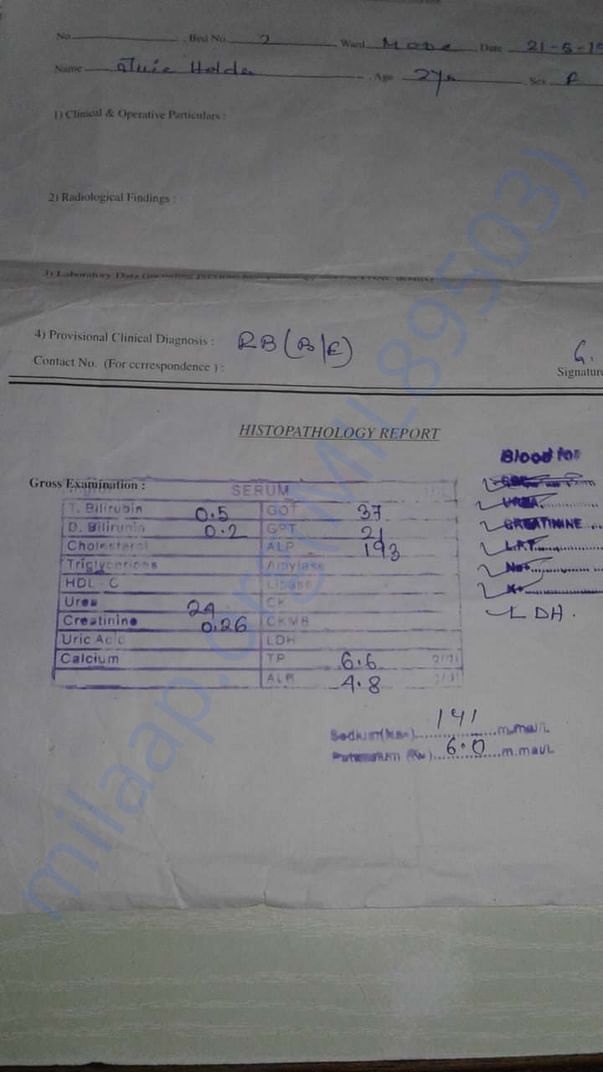 No. Bed No. 2 Ward Date 21-5-15
Name Holder Age 2yr Sex F
1) Clinical & Operative Particulars :
2) Radiological Findings :
4) Provisional Clinical Diagnosis : RB (B/E)
Contact No. (For correspondence ) :
Signature
HISTOPATHOLOGY REPORT
Blood for
Gross Examination :
SERUM
T. Bilirubin 0.5 GOT 37
D. Bilirubin 0.2 GPT 21
Cholesterol ALP 193
Triglycerides Amylase
HDL - C Lipase
Urea 24 CK
Creatinine 0.26 CKMB
Uric Acid LDH
Calcium TP 6.6
ALB 4.8
UREA
CREATININE
L.F.T.
Na+
K+
LDH.
Sodium (Na+) 141 m.mol/L
Potassium 6.0 m.mol/L
milaap.org